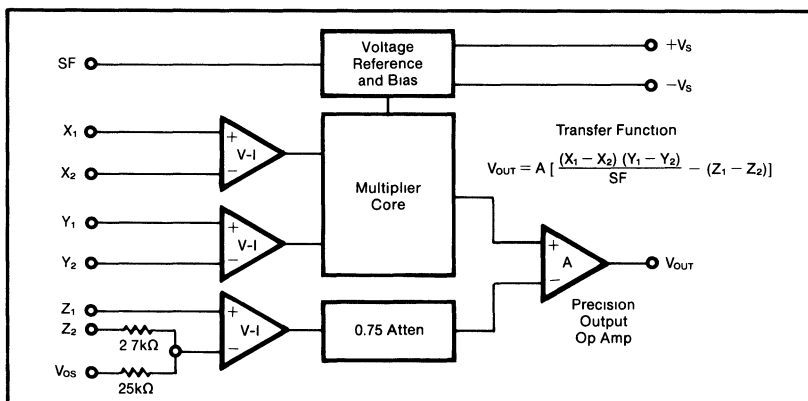 Voltage
Reference
and Bias
SF
+VS
−VS
X1
X2
+
−
V-I
Multiplier
Core
Transfer Function
VOUT = A [ (X1 − X2) (Y1 − Y2) / SF − (Z1 − Z2)]
Y1
Y2
+
−
V-I
+
−
A
VOUT
Precision
Output
Op Amp
Z1
Z2
2 7kΩ
VOS
25kΩ
+
−
V-I
0.75 Atten